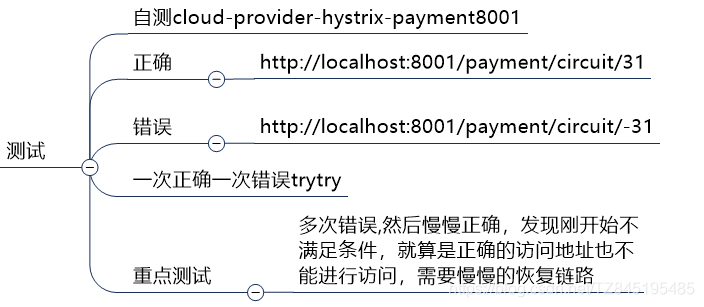 自测cloud-provider-hystrix-payment8001
正确
http://localhost:8001/payment/circuit/31
错误
http://localhost:8001/payment/circuit/-31
测试
一次正确一次错误trytry
多次错误,然后慢慢正确，发现刚开始不
满足条件，就算是正确的访问地址也不
能进行访问，需要慢慢的恢复链路
重点测试